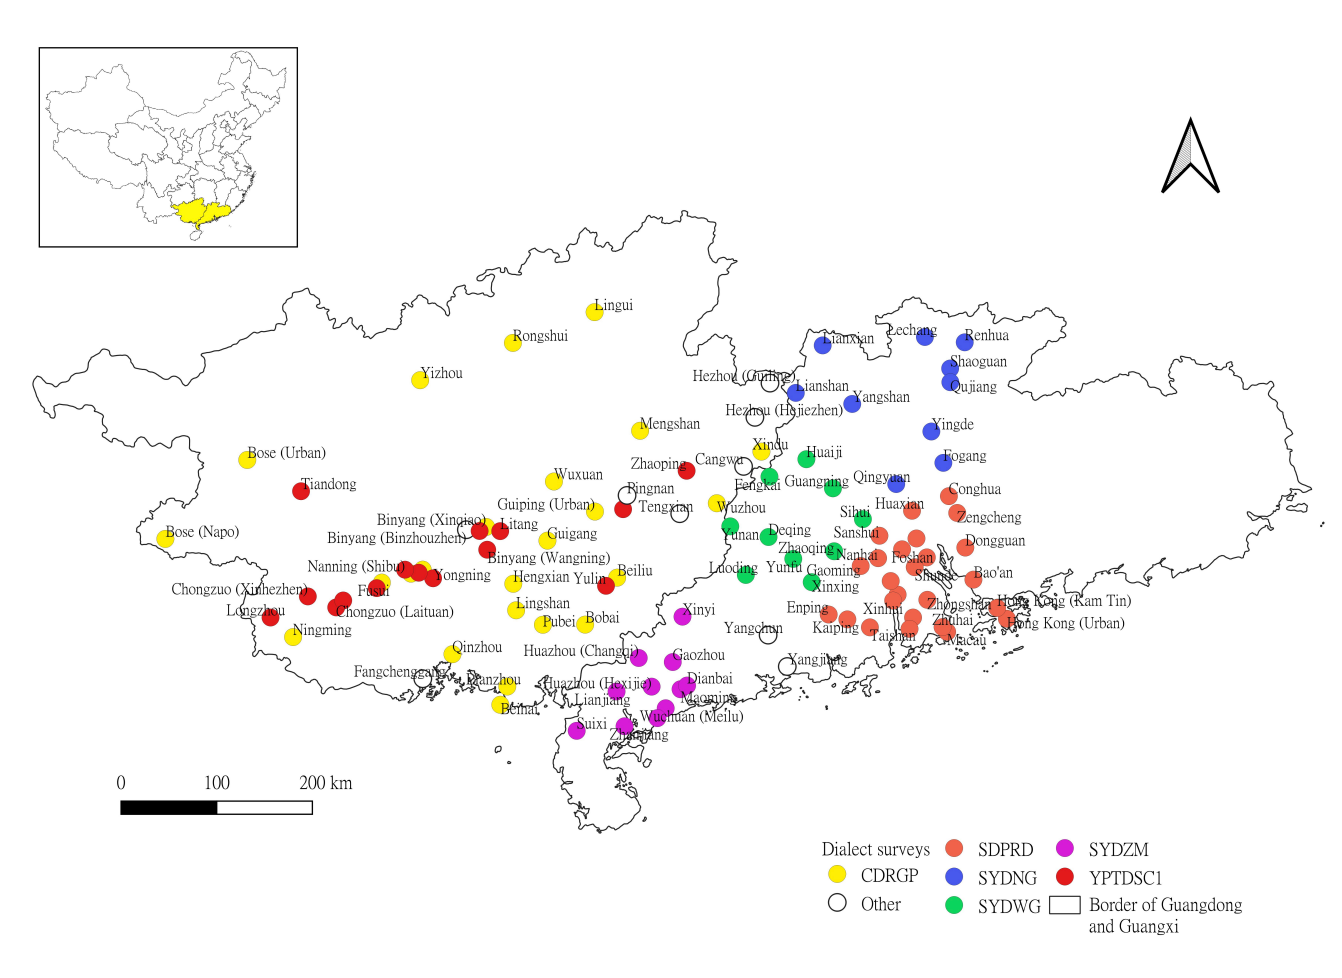 Lingui
Rongshui
Yizhou
Lianxian
Lechang
Renhua
Shaoguan
Qujiang
Hezhou (Guiling)
Lianshan
Yangshan
Hezhou (Hejiezhen)
Mengshan
Yingde
Xindu
Huaiji
Bose (Urban)
Zhaoping
Cangwu
Fogang
Tiandong
Wuxuan
Fengkai
Guangning
Qingyuan
Pingnan
Conghua
Guiping (Urban)
Tengxian
Wuzhou
Sihui
Huaxian
Zengcheng
Binyang (Xinqiao)
Litang
Bose (Napo)
Binyang (Binzhouzhen)
Guigang
Yunan
Deqing
Sanshui
Dongguan
Zhaoqing
Nanhai
Foshan
Binyang (Wangning)
Nanning (Shibu)
Yongning
Hengxian
Yulin
Beiliu
Luoding
Yunfu
Gaoming
Shunde
Bao'an
Chongzuo (Xinhezhen)
Fusui
Xinxing
Longzhou
Chongzuo (Laituan)
Lingshan
Pubei
Bobai
Xinyi
Enping
Xinhui
Zhongshan
Hong Kong (Kam Tin)
Ningming
Yangchun
Kaiping
Taishan
Zhuhai
Macau
Hong Kong (Urban)
Qinzhou
Huazhou (Changqi)
Gaozhou
Yangjiang
Fangchenggang
Huazhou (Hexijie)
Dianbai
Lianjiang
Maoming
Beihai
Suixi
Wuchuan (Meilu)
Zhanjiang
0 100 200 km
Dialect surveys
CDRGP
Other
SDPRD
SYDNG
SYDWG
SYDZM
YPTDSC1
Border of Guangdong
and Guangxi